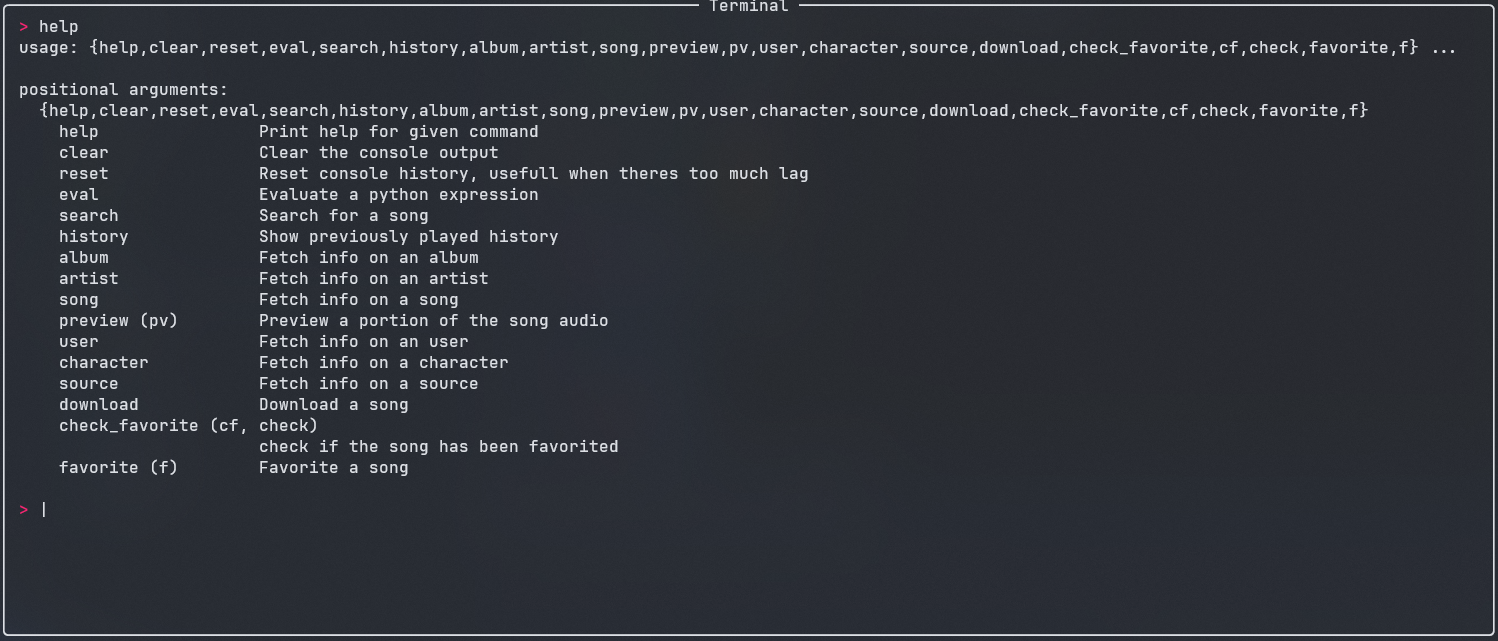 Terminal
> help
usage: {help,clear,reset,eval,search,history,album,artist,song,preview,pv,user,character,source,download,check_favorite,cf,check,favorite,f} ...
positional arguments:
{help,clear,reset,eval,search,history,album,artist,song,preview,pv,user,character,source,download,check_favorite,cf,check,favorite,f}
help Print help for given command
clear Clear the console output
reset Reset console history, usefull when theres too much lag
eval Evaluate a python expression
search Search for a song
history Show previously played history
album Fetch info on an album
artist Fetch info on an artist
song Fetch info on a song
preview (pv) Preview a portion of the song audio
user Fetch info on an user
character Fetch info on a character
source Fetch info on a source
download Download a song
check_favorite (cf, check)
check if the song has been favorited
favorite (f) Favorite a song
> |